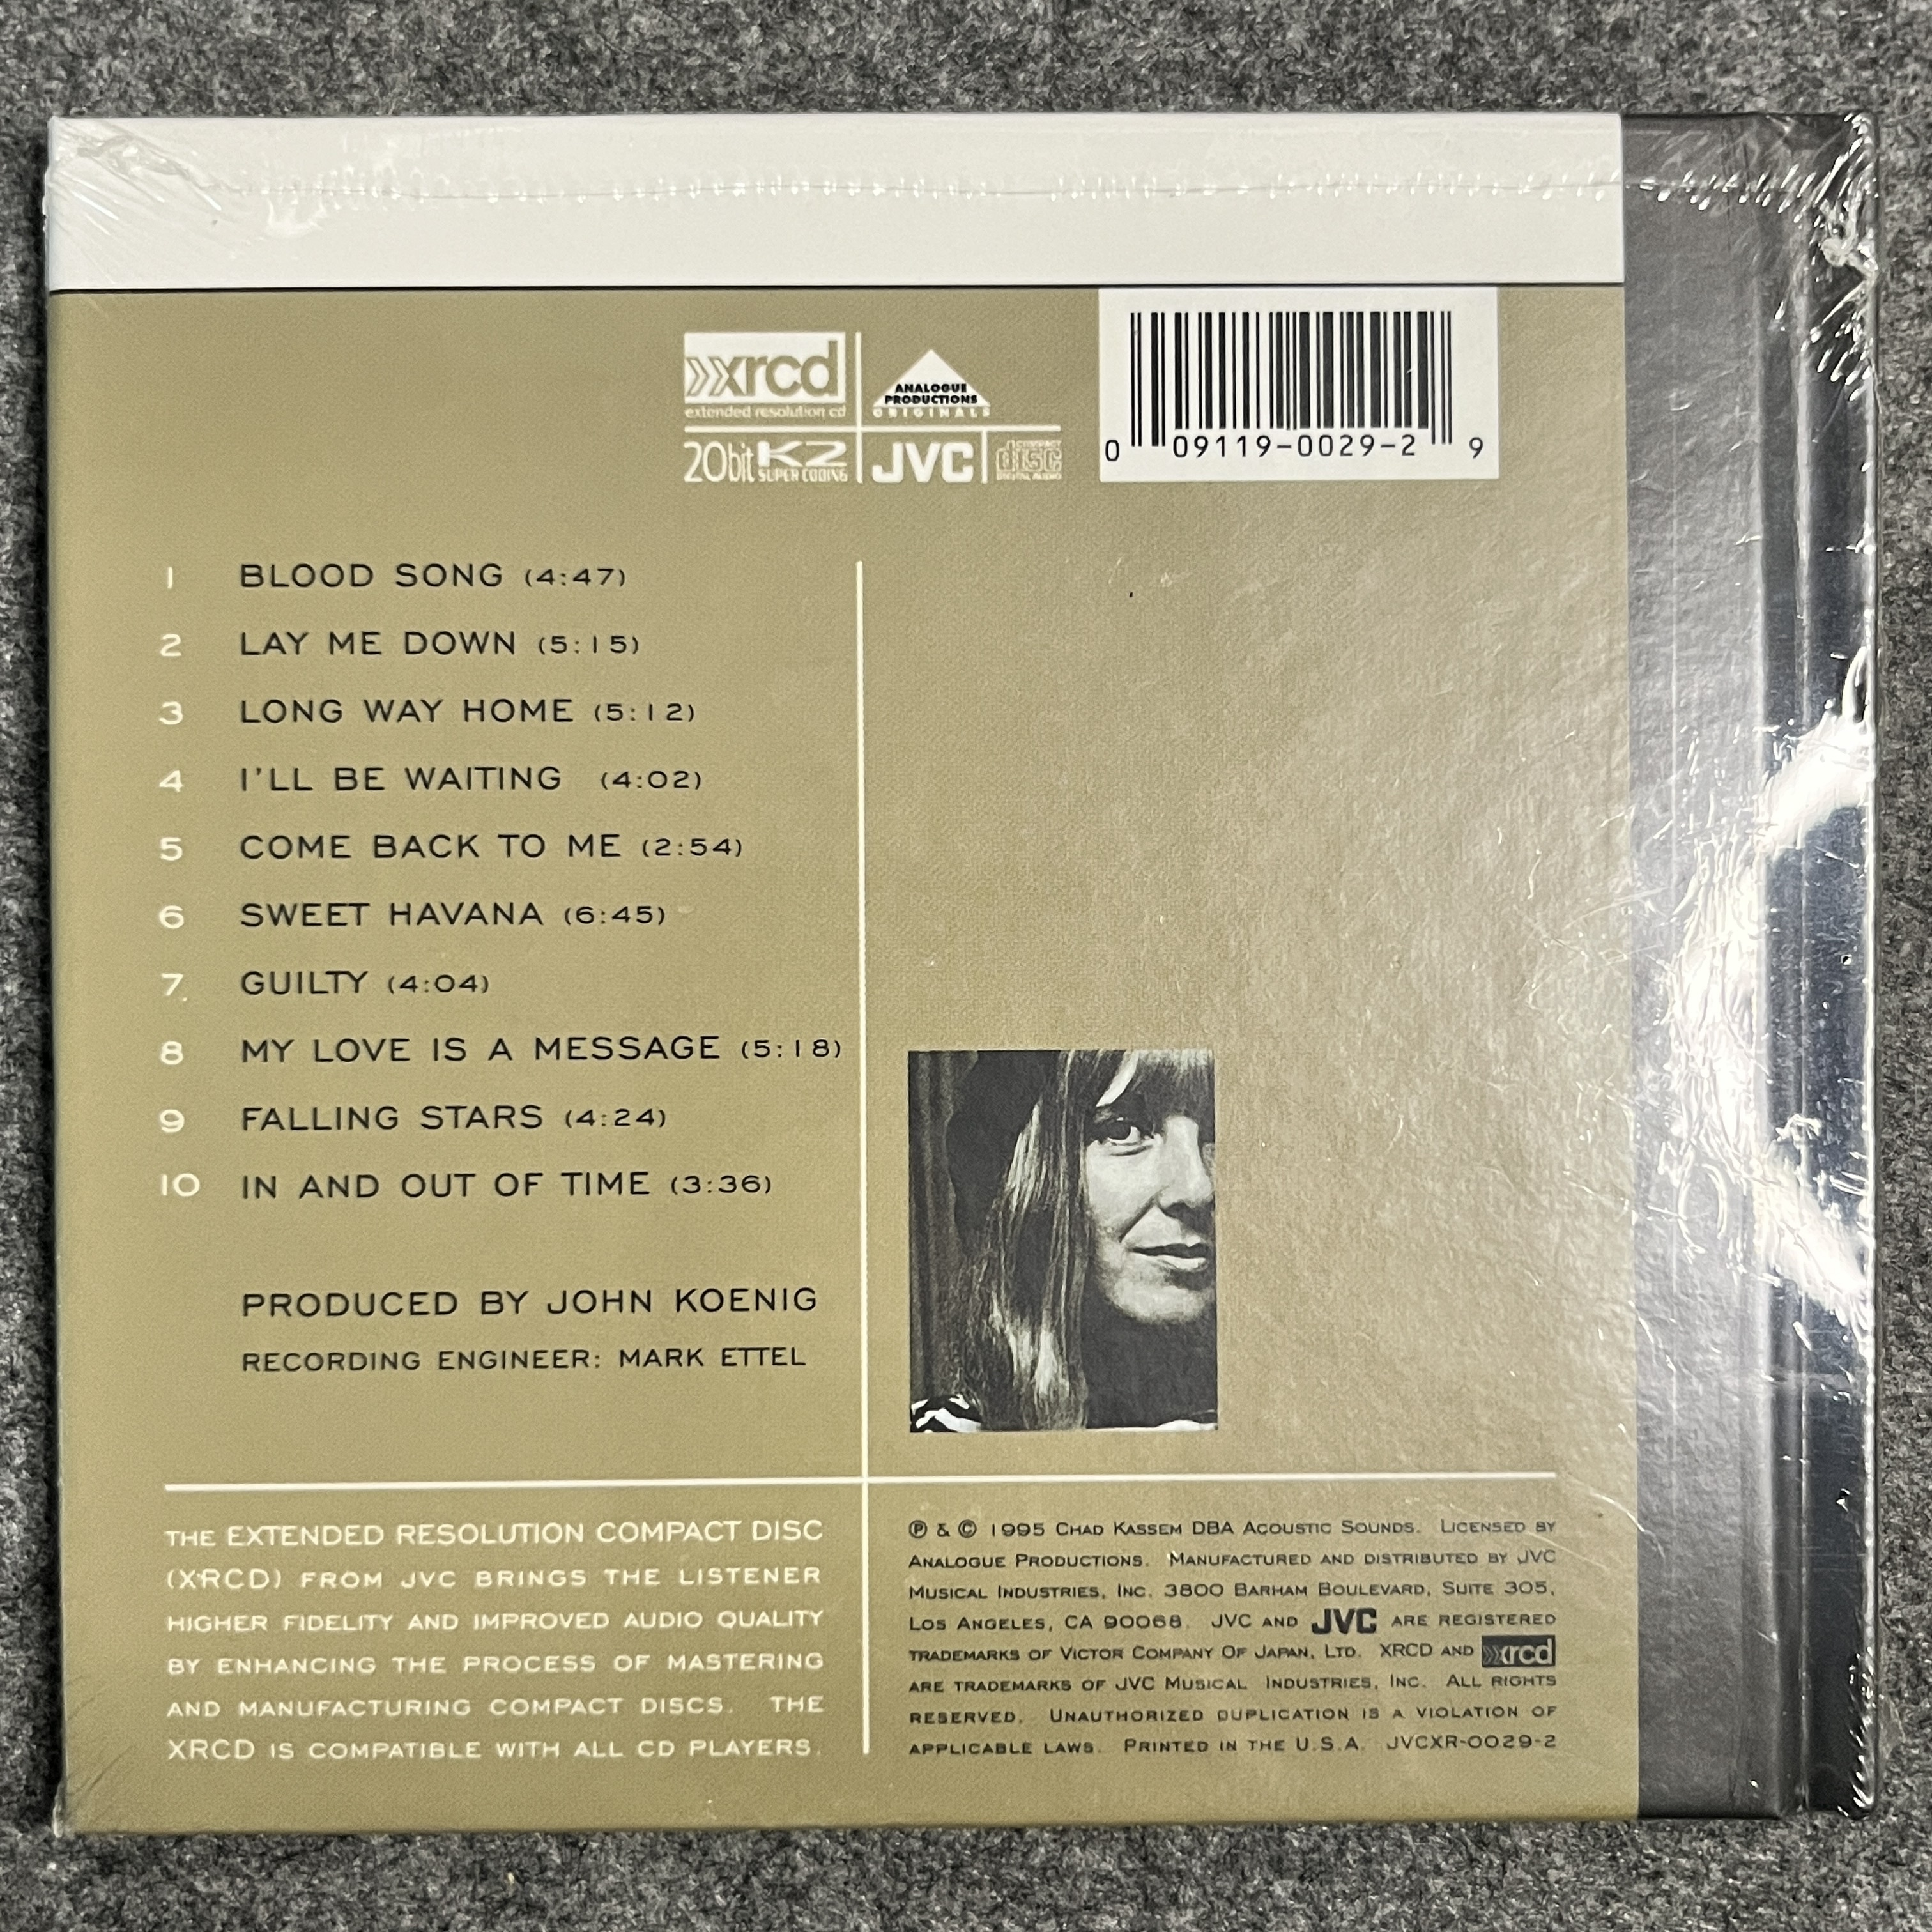 xrcd
extended resolution cd
ANALOGUE
PRODUCTIONS
ORIGINALS
20bit K2
SUPER CODING
JVC
COMPACT
disc
DIGITAL AUDIO
0 09119-0029-2 9
1 BLOOD SONG (4:47)
2 LAY ME DOWN (5:15)
3 LONG WAY HOME (5:12)
4 I'LL BE WAITING (4:02)
5 COME BACK TO ME (2:54)
6 SWEET HAVANA (6:45)
7 GUILTY (4:04)
8 MY LOVE IS A MESSAGE (5:18)
9 FALLING STARS (4:24)
10 IN AND OUT OF TIME (3:36)
PRODUCED BY JOHN KOENIG
RECORDING ENGINEER: MARK ETTEL
THE EXTENDED RESOLUTION COMPACT DISC
(XRCD) FROM JVC BRINGS THE LISTENER
HIGHER FIDELITY AND IMPROVED AUDIO QUALITY
BY ENHANCING THE PROCESS OF MASTERING
AND MANUFACTURING COMPACT DISCS. THE
XRCD IS COMPATIBLE WITH ALL CD PLAYERS.
℗ & © 1995 CHAD KASSEM DBA ACOUSTIC SOUNDS. LICENSED BY
ANALOGUE PRODUCTIONS. MANUFACTURED AND DISTRIBUTED BY JVC
MUSICAL INDUSTRIES, INC. 3800 BARHAM BOULEVARD, SUITE 305,
LOS ANGELES, CA 90068. JVC AND JVC ARE REGISTERED
TRADEMARKS OF VICTOR COMPANY OF JAPAN, LTD. XRCD AND xrcd
ARE TRADEMARKS OF JVC MUSICAL INDUSTRIES, INC. ALL RIGHTS
RESERVED. UNAUTHORIZED DUPLICATION IS A VIOLATION OF
APPLICABLE LAWS. PRINTED IN THE U.S.A. JVCXR-0029-2